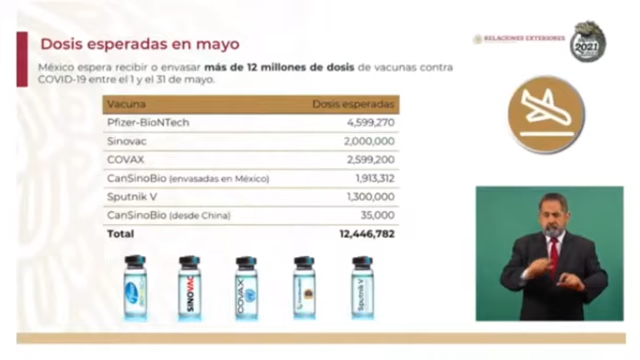 RELACIONES EXTERIORES
2021
Dosis esperadas en mayo
México espera recibir o envasar más de 12 millones de dosis de vacunas contra
COVID-19 entre el 1 y el 31 de mayo.
Vacuna Dosis esperadas
Pfizer-BioNTech 4,599,270
Sinovac 2,000,000
COVAX 2,599,200
CanSinoBio (envasadas en México) 1,913,312
Sputnik V 1,300,000
CanSinoBio (desde China) 35,000
Total 12,446,782
SINOVAC
COVAX
Sputnik V